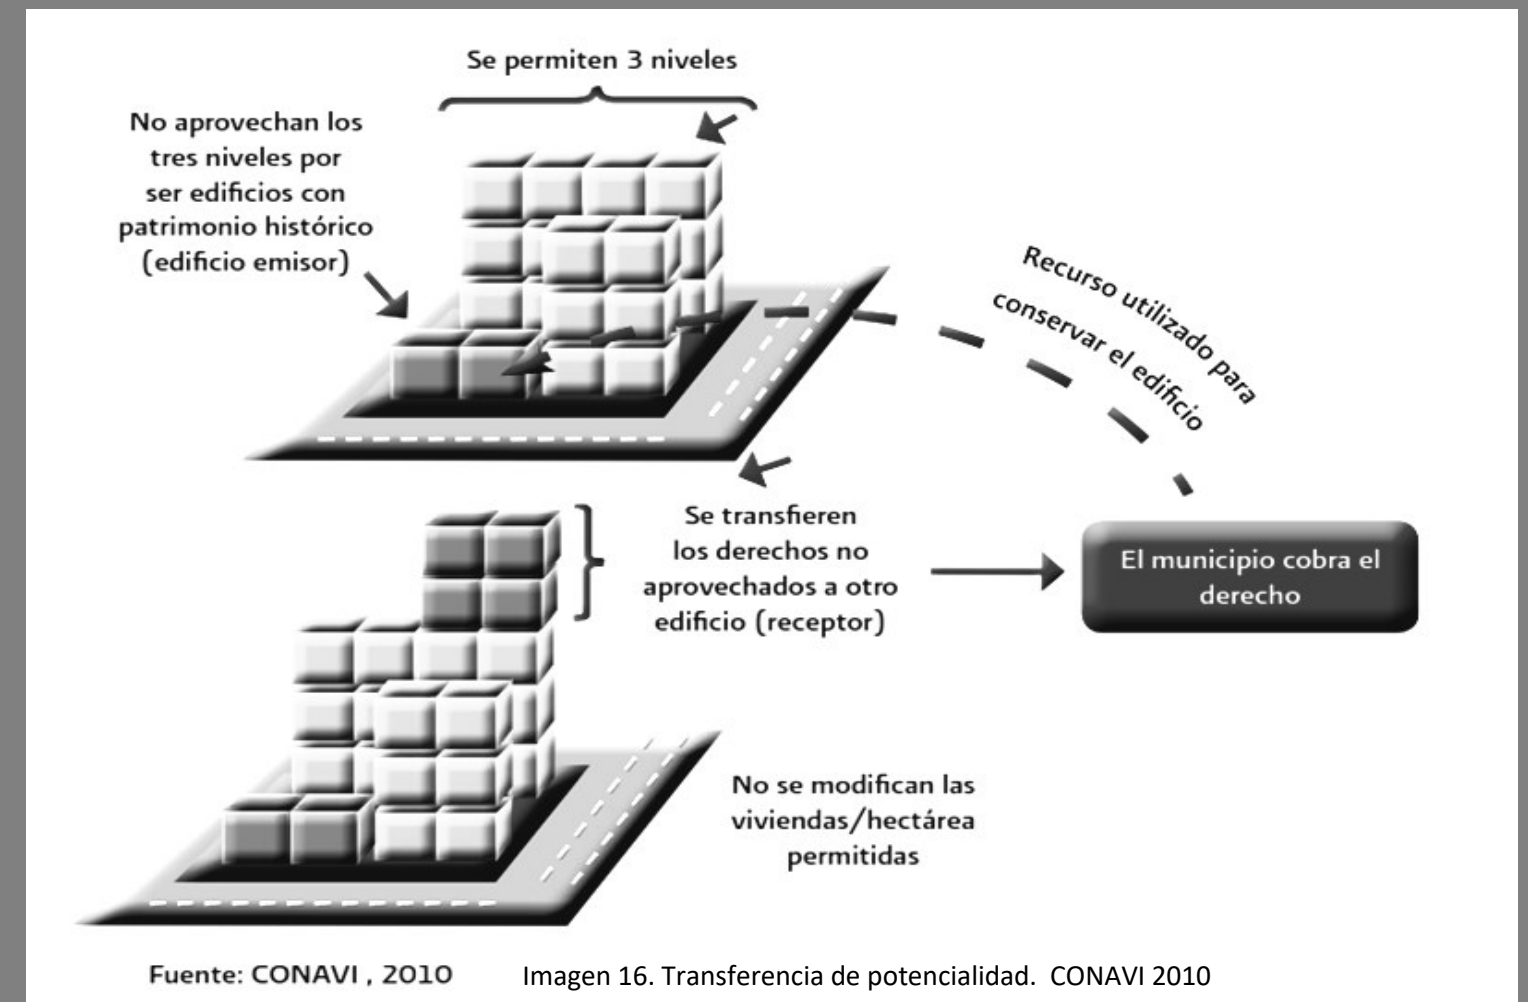 Se permiten 3 niveles
No aprovechan los
tres niveles por
ser edificios con
patrimonio histórico
(edificio emisor)
Recurso utilizado para
conservar el edificio
Se transfieren
los derechos no
aprovechados a otro
edificio (receptor)
El municipio cobra el
derecho
No se modifican las
viviendas/hectárea
permitidas
Fuente: CONAVI , 2010
Imagen 16. Transferencia de potencialidad. CONAVI 2010